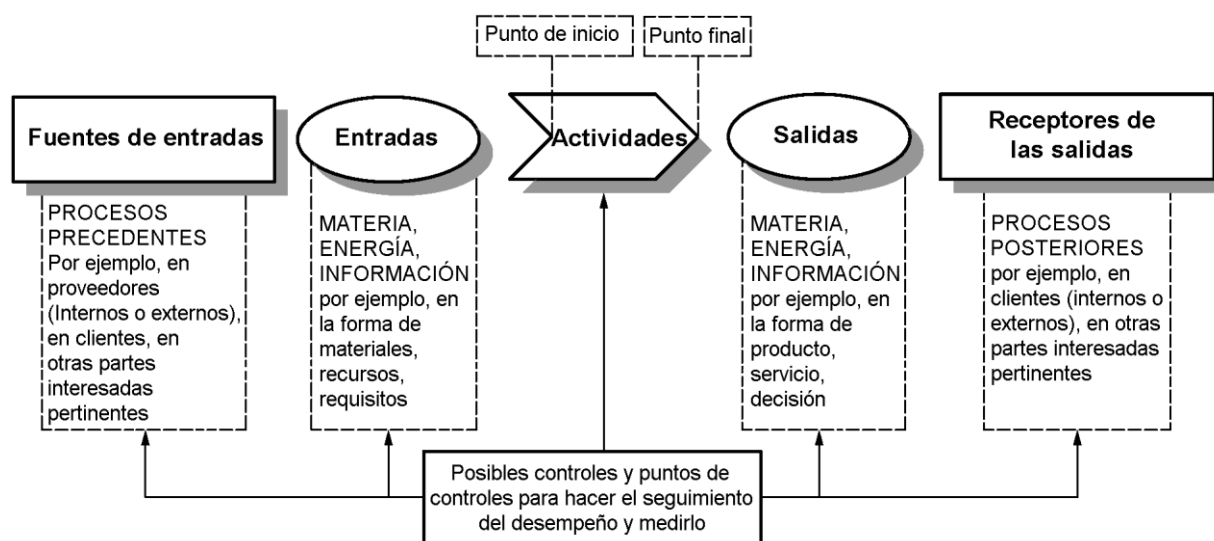 Punto de inicio
Punto final
Fuentes de entradas
Entradas
Actividades
Salidas
Receptores de
las salidas
PROCESOS
PRECEDENTES
Por ejemplo, en
proveedores
(Internos o externos),
en clientes, en
otras partes
interesadas
pertinentes
MATERIA,
ENERGÍA,
INFORMACIÓN
por ejemplo, en
la forma de
materiales,
recursos,
requisitos
MATERIA,
ENERGÍA,
INFORMACIÓN
por ejemplo, en
la forma de
producto,
servicio,
decisión
PROCESOS
POSTERIORES
por ejemplo, en
clientes (internos o
externos), en otras
partes interesadas
pertinentes
Posibles controles y puntos de
controles para hacer el seguimiento
del desempeño y medirlo